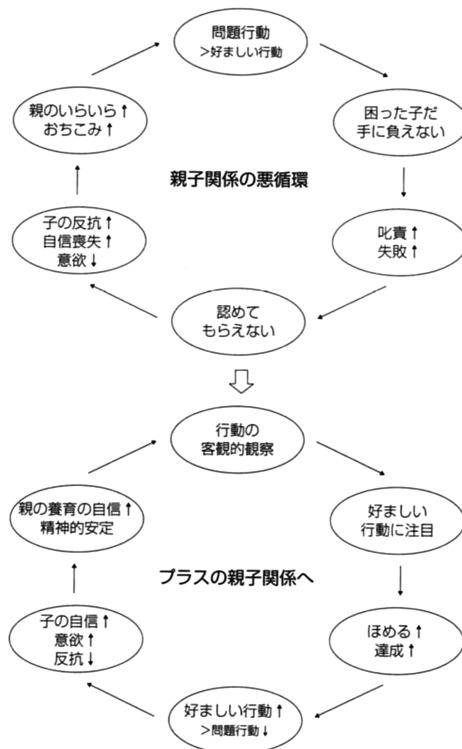 問題行動
>好ましい行動
親のいらいら↑
おちこみ↑
困った子だ
手に負えない
親子関係の悪循環
子の反抗↑
自信喪失↑
意欲↓
叱責↑
失敗↑
認めて
もらえない
行動の
客観的観察
親の養育の自信↑
精神的安定
好ましい
行動に注目
プラスの親子関係へ
子の自信↑
意欲↑
反抗↓
ほめる↑
達成↑
好ましい行動↑
>問題行動↓